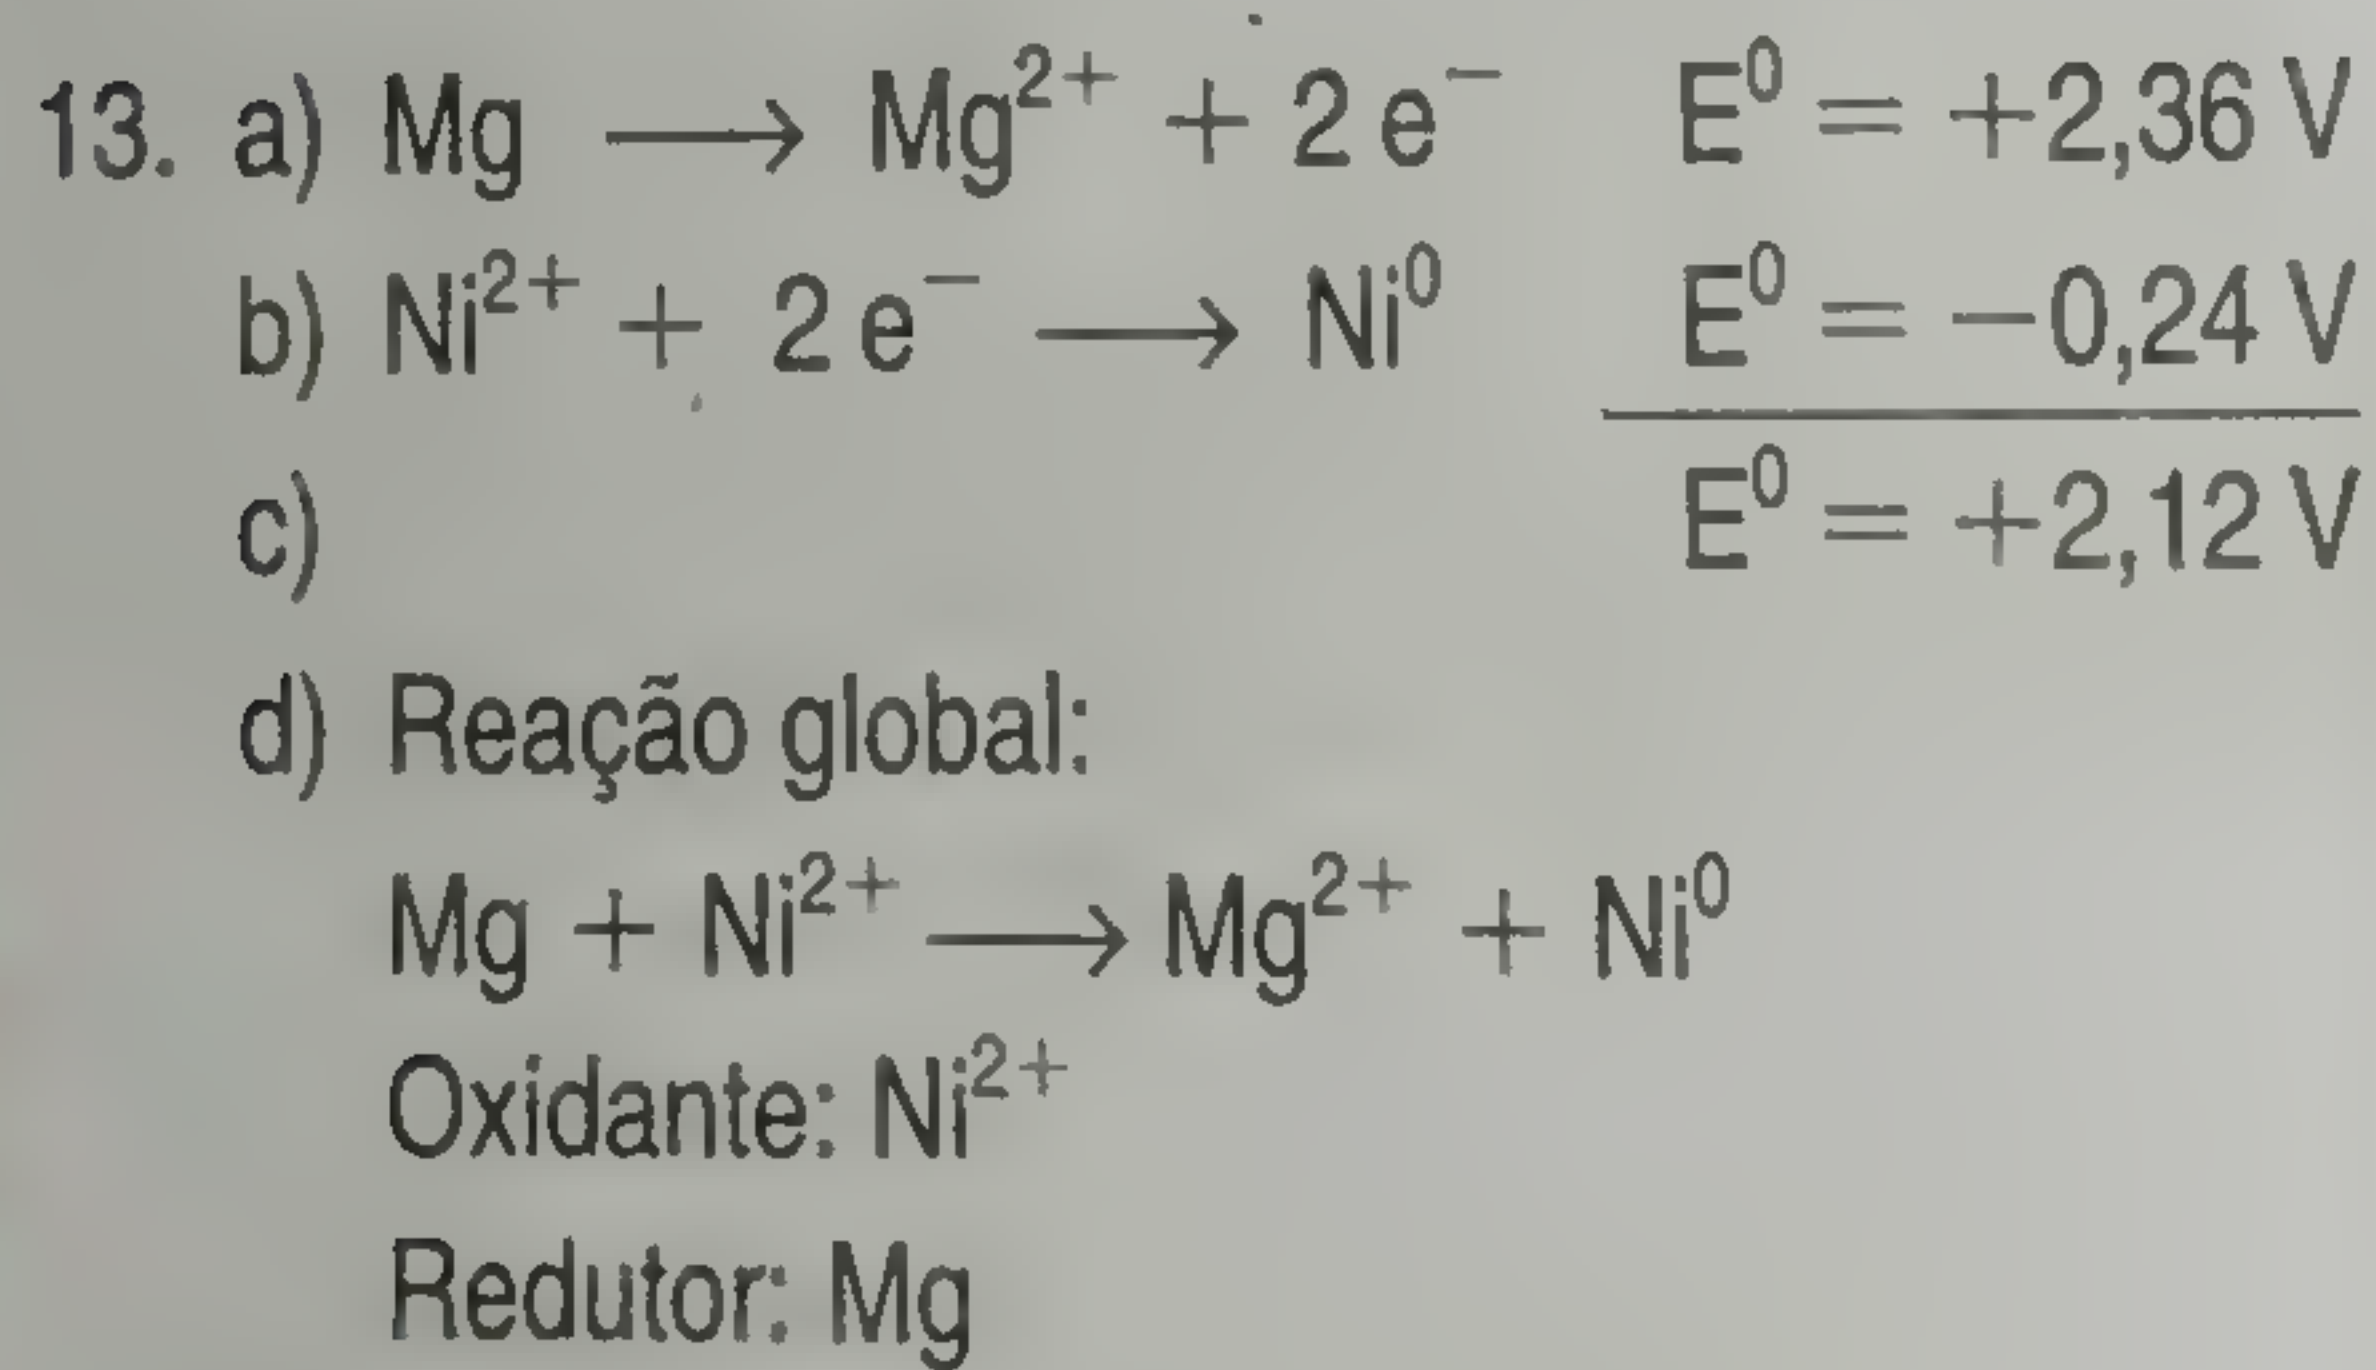 13. a) Mg ⟶ Mg²⁺ + 2 e⁻ E⁰ = +2,36 V
b) Ni²⁺ + 2 e⁻ ⟶ Ni⁰ E⁰ = −0,24 V
c) E⁰ = +2,12 V
d) Reação global:
Mg + Ni²⁺ ⟶ Mg²⁺ + Ni⁰
Oxidante: Ni²⁺
Redutor: Mg